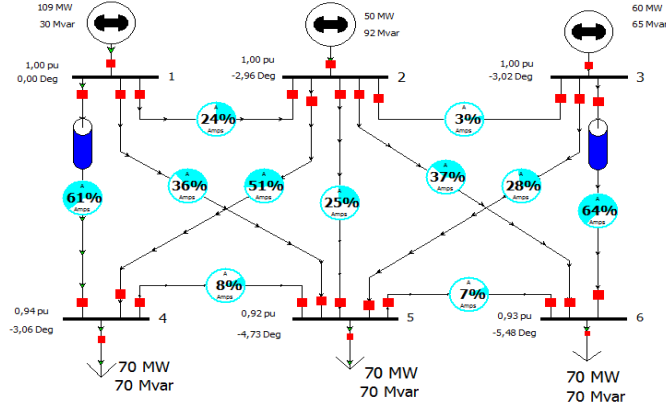 109 MW
30 Mvar
50 MW
92 Mvar
60 MW
65 Mvar
1,00 pu
0,00 Deg
1
1,00 pu
-2,96 Deg
2
1,00 pu
-3,02 Deg
3
A
24%
Amps
A
3%
Amps
A
61%
Amps
A
36%
Amps
A
51%
Amps
A
25%
Amps
A
37%
Amps
A
28%
Amps
A
64%
Amps
A
8%
Amps
A
7%
Amps
0,94 pu
-3,06 Deg
4
0,92 pu
-4,73 Deg
5
0,93 pu
-5,48 Deg
6
70 MW
70 Mvar
70 MW
70 Mvar
70 MW
70 Mvar